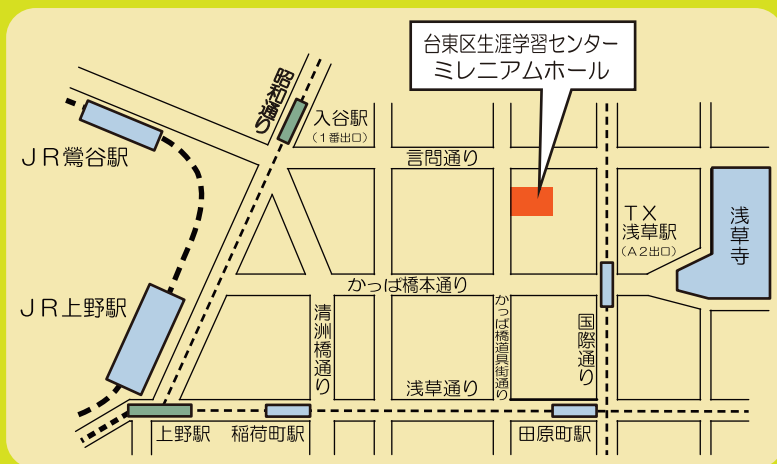 台東区生涯学習センター
ミレニアムホール
昭和通り
入谷駅
(1番出口)
JR鶯谷駅
言問通り
TX
浅草駅
(A2出口)
浅草寺
かっぱ橋本通り
JR上野駅
清洲橋通り
かっぱ橋道具街通り
国際通り
浅草通り
上野駅
稲荷町駅
田原町駅